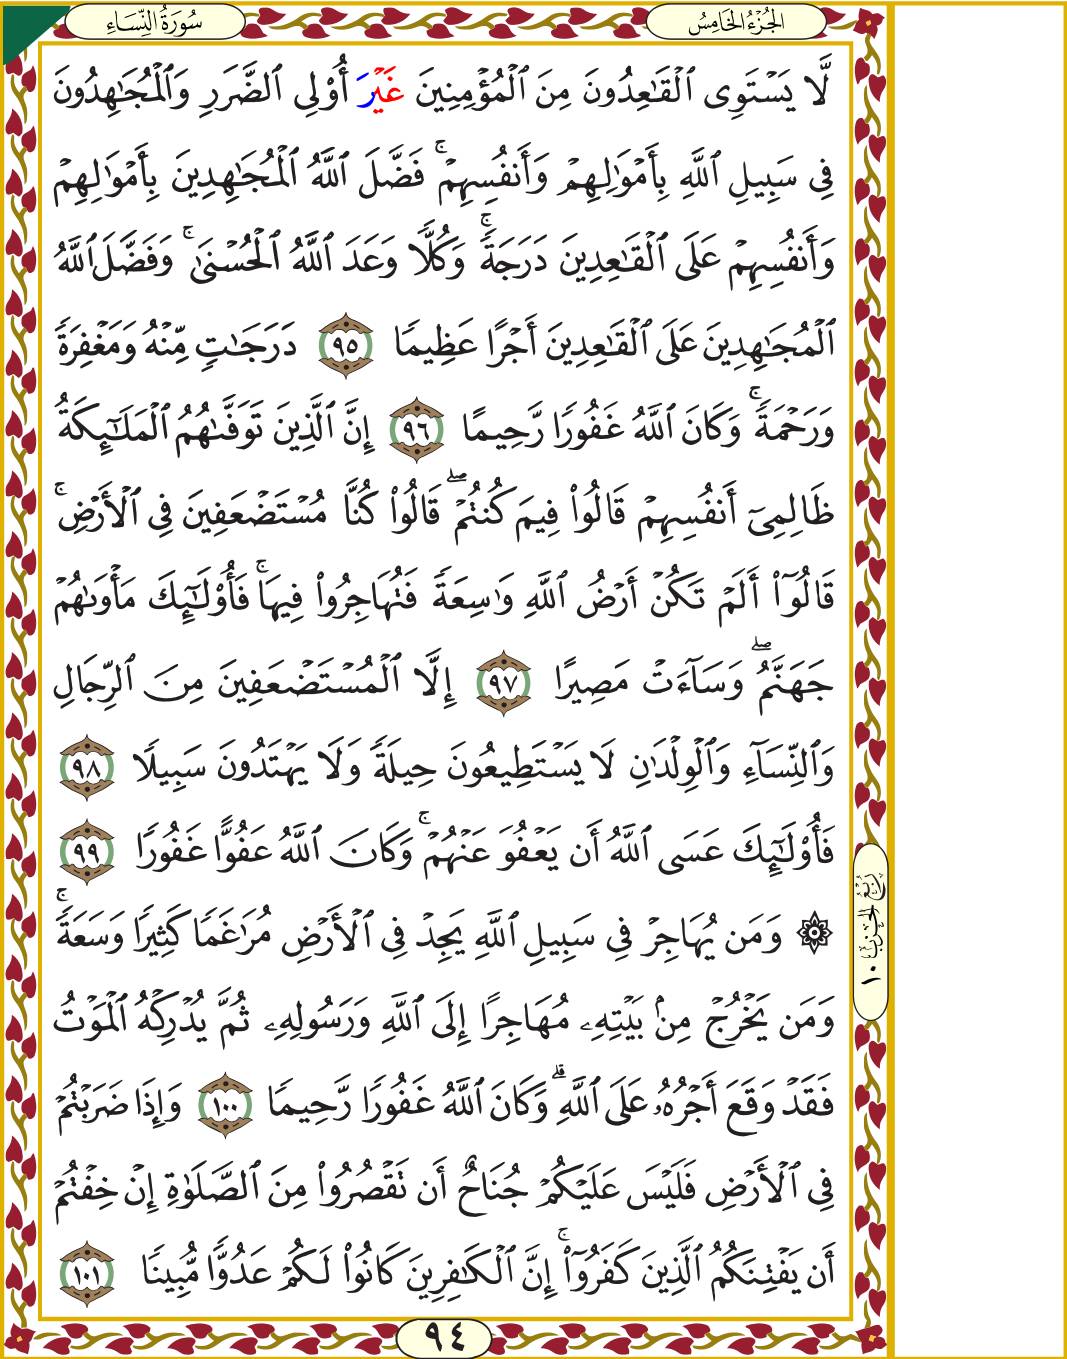 الجُزْءُ الخَامِسُ
سُورَةُ النِّسَاءِ
لَّا يَسْتَوِى ٱلْقَٰعِدُونَ مِنَ ٱلْمُؤْمِنِينَ غَيْرَ أُوْلِى ٱلضَّرَرِ وَٱلْمُجَٰهِدُونَ
فِى سَبِيلِ ٱللَّهِ بِأَمْوَٰلِهِمْ وَأَنفُسِهِمْ ۚ فَضَّلَ ٱللَّهُ ٱلْمُجَٰهِدِينَ بِأَمْوَٰلِهِمْ
وَأَنفُسِهِمْ عَلَى ٱلْقَٰعِدِينَ دَرَجَةً ۚ وَكُلًّا وَعَدَ ٱللَّهُ ٱلْحُسْنَىٰ ۚ وَفَضَّلَ ٱللَّهُ
ٱلْمُجَٰهِدِينَ عَلَى ٱلْقَٰعِدِينَ أَجْرًا عَظِيمًا ٩٥ دَرَجَٰتٍ مِّنْهُ وَمَغْفِرَةً
وَرَحْمَةً ۚ وَكَانَ ٱللَّهُ غَفُورًا رَّحِيمًا ٩٦ إِنَّ ٱلَّذِينَ تَوَفَّىٰهُمُ ٱلْمَلَٰٓئِكَةُ
ظَالِمِىٓ أَنفُسِهِمْ قَالُوا۟ فِيمَ كُنتُمْ ۖ قَالُوا۟ كُنَّا مُسْتَضْعَفِينَ فِى ٱلْأَرْضِ ۚ
قَالُوٓا۟ أَلَمْ تَكُنْ أَرْضُ ٱللَّهِ وَٰسِعَةً فَتُهَاجِرُوا۟ فِيهَا ۚ فَأُو۟لَٰٓئِكَ مَأْوَىٰهُمْ
جَهَنَّمُ ۖ وَسَآءَتْ مَصِيرًا ٩٧ إِلَّا ٱلْمُسْتَضْعَفِينَ مِنَ ٱلرِّجَالِ
وَٱلنِّسَآءِ وَٱلْوِلْدَٰنِ لَا يَسْتَطِيعُونَ حِيلَةً وَلَا يَهْتَدُونَ سَبِيلًا ٩٨
فَأُو۟لَٰٓئِكَ عَسَى ٱللَّهُ أَن يَعْفُوَ عَنْهُمْ ۚ وَكَانَ ٱللَّهُ عَفُوًّا غَفُورًا ٩٩
۞ وَمَن يُهَاجِرْ فِى سَبِيلِ ٱللَّهِ يَجِدْ فِى ٱلْأَرْضِ مُرَٰغَمًا كَثِيرًا وَسَعَةً ۚ
وَمَن يَخْرُجْ مِنۢ بَيْتِهِۦ مُهَاجِرًا إِلَى ٱللَّهِ وَرَسُولِهِۦ ثُمَّ يُدْرِكْهُ ٱلْمَوْتُ
فَقَدْ وَقَعَ أَجْرُهُۥ عَلَى ٱللَّهِ ۗ وَكَانَ ٱللَّهُ غَفُورًا رَّحِيمًا ١٠٠ وَإِذَا ضَرَبْتُمْ
فِى ٱلْأَرْضِ فَلَيْسَ عَلَيْكُمْ جُنَاحٌ أَن تَقْصُرُوا۟ مِنَ ٱلصَّلَوٰةِ إِنْ خِفْتُمْ
أَن يَفْتِنَكُمُ ٱلَّذِينَ كَفَرُوٓا۟ ۚ إِنَّ ٱلْكَٰفِرِينَ كَانُوا۟ لَكُمْ عَدُوًّا مُّبِينًا ١٠١
رُبْعُ الحِزْبِ ١٠
٩٤